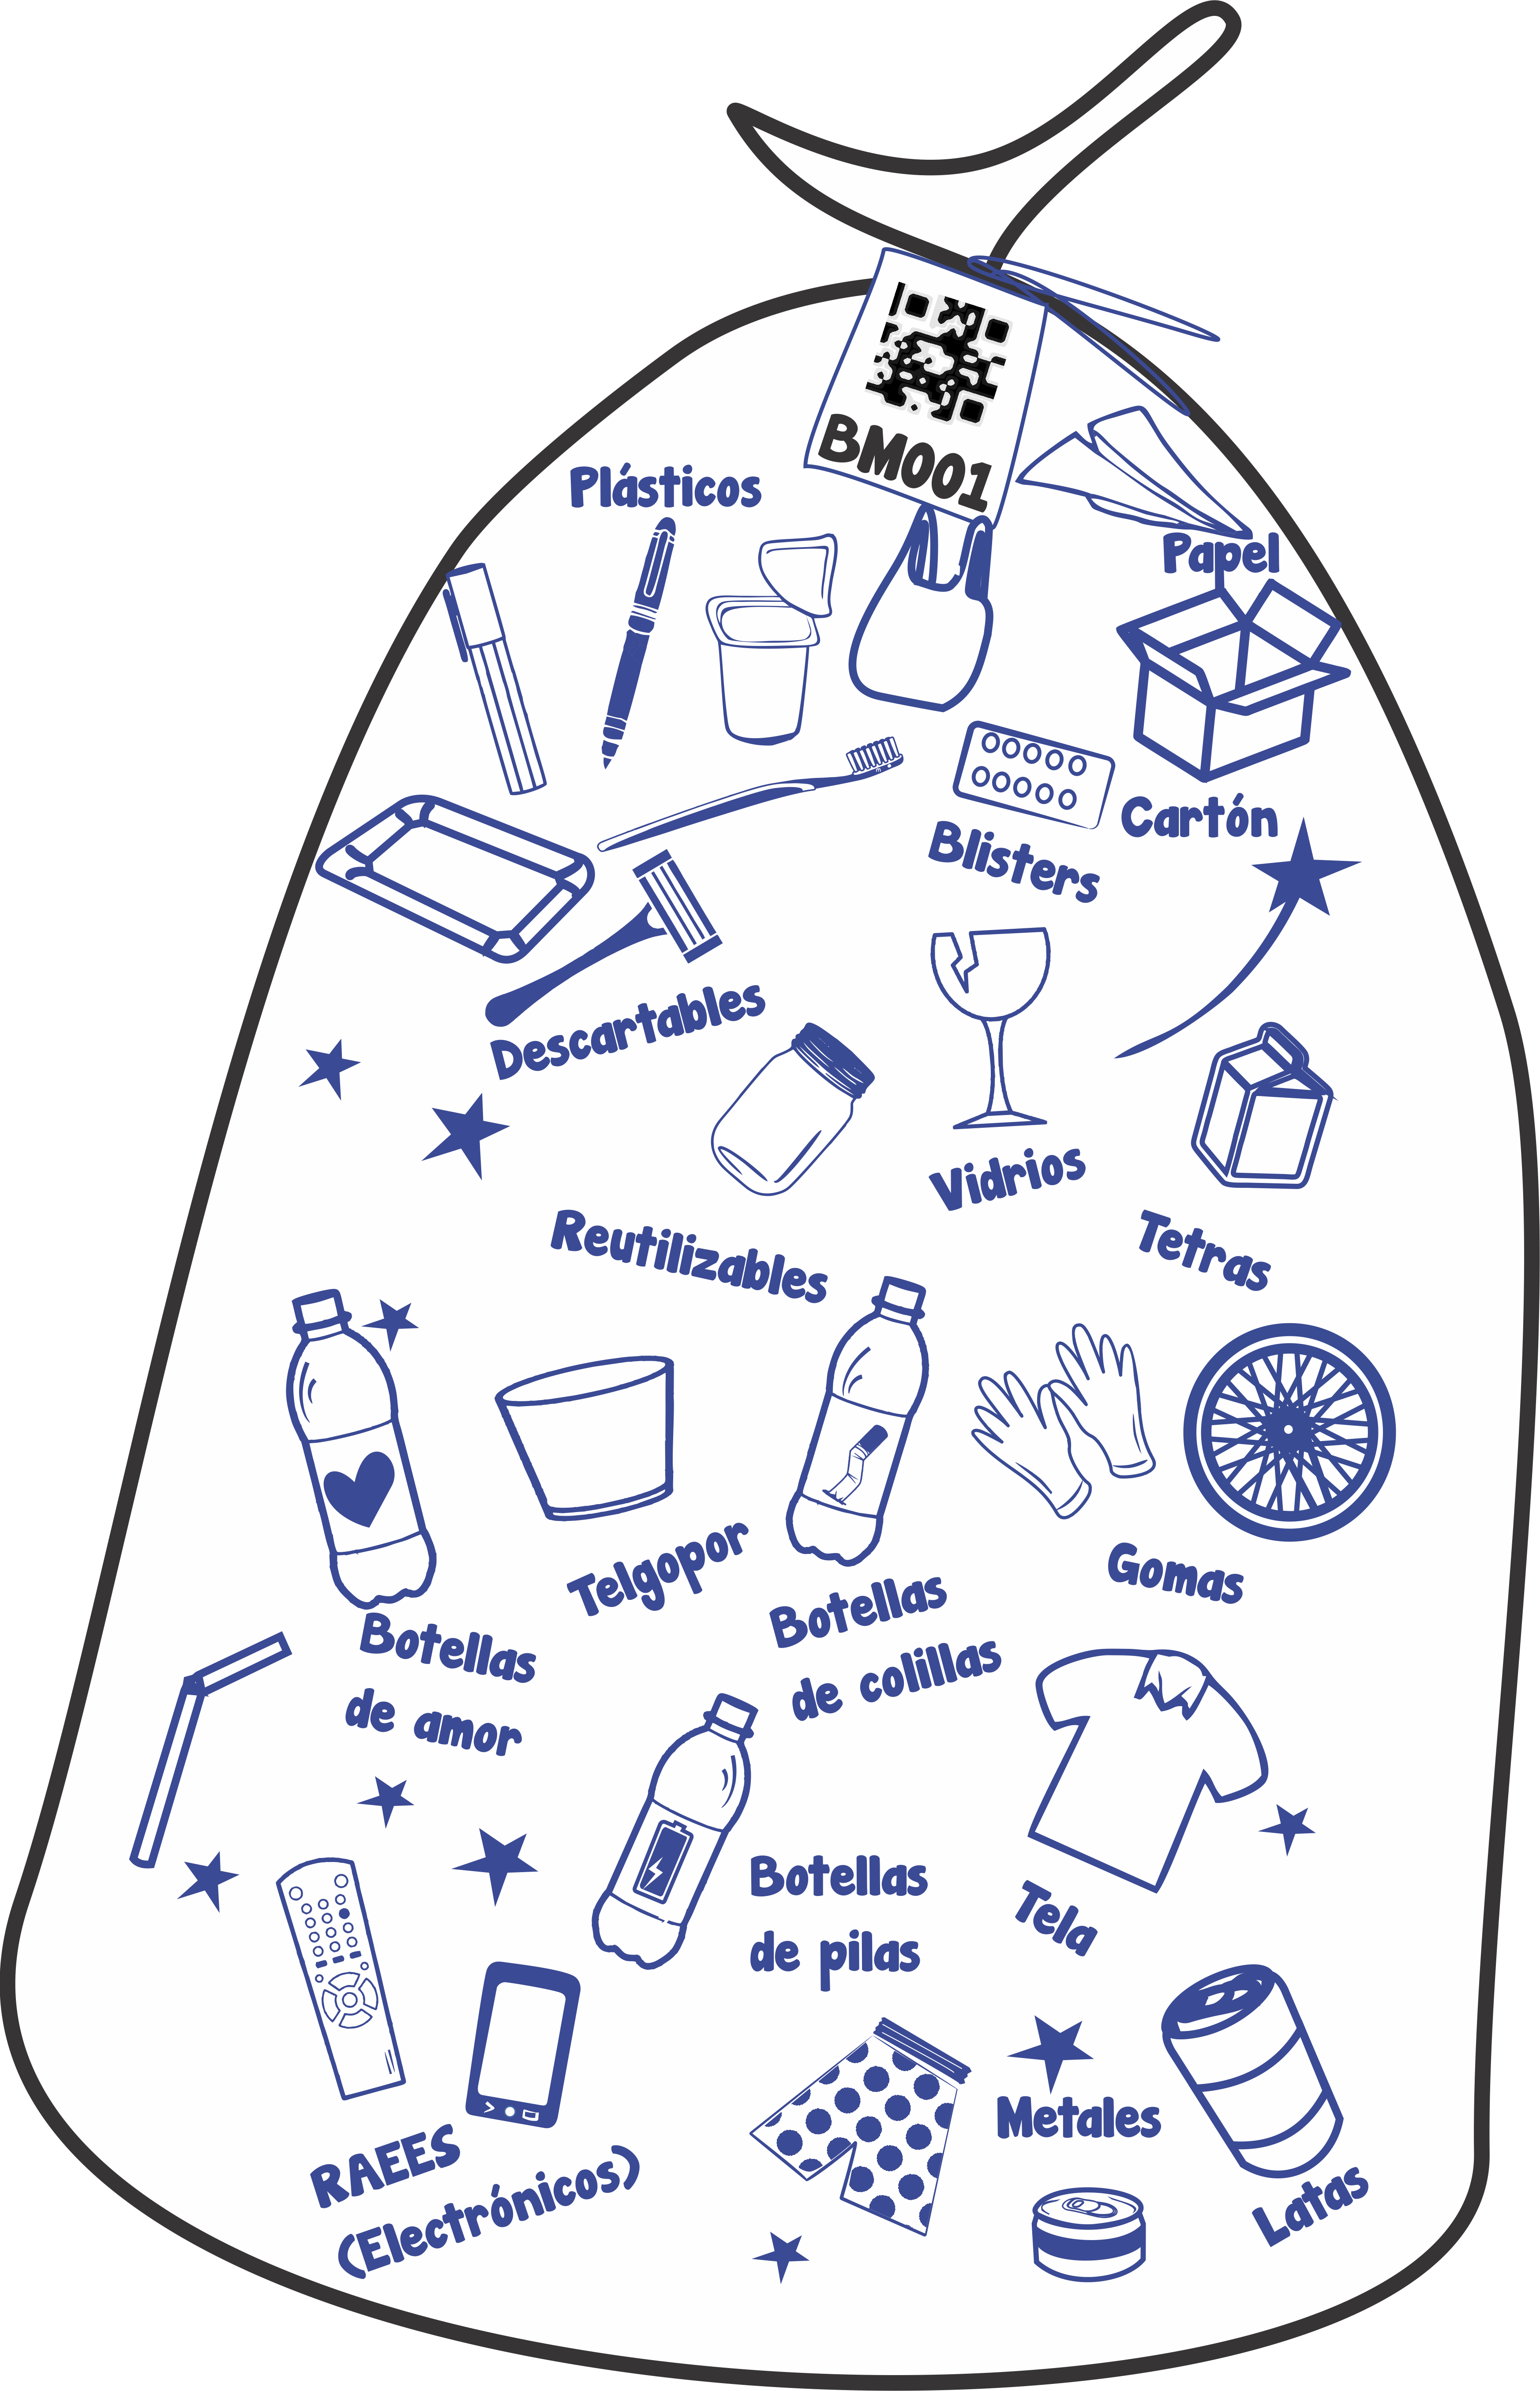 BM001
Plásticos
Papel
Cartón
Blisters
Descartables
Vidrios
Reutilizables
Tetras
Telgopor
Gomas
Botellas
de colillas
Botellas
de amor
Botellas
de pilas
Tela
Metales
Latas
RAEES
(Electrónicos)